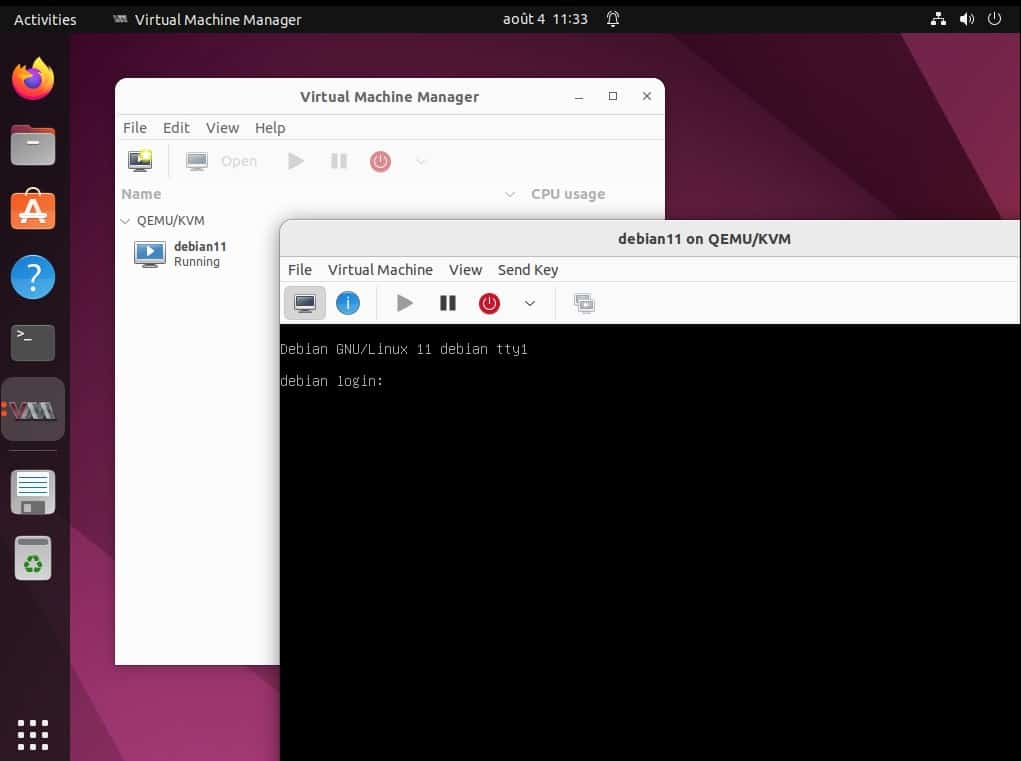 Activities
Virtual Machine Manager
août 4 11:33
Virtual Machine Manager
File Edit View Help
Open
Name CPU usage
QEMU/KVM
debian11
Running
debian11 on QEMU/KVM
File Virtual Machine View Send Key
Debian GNU/Linux 11 debian tty1
debian login:
>_
VM